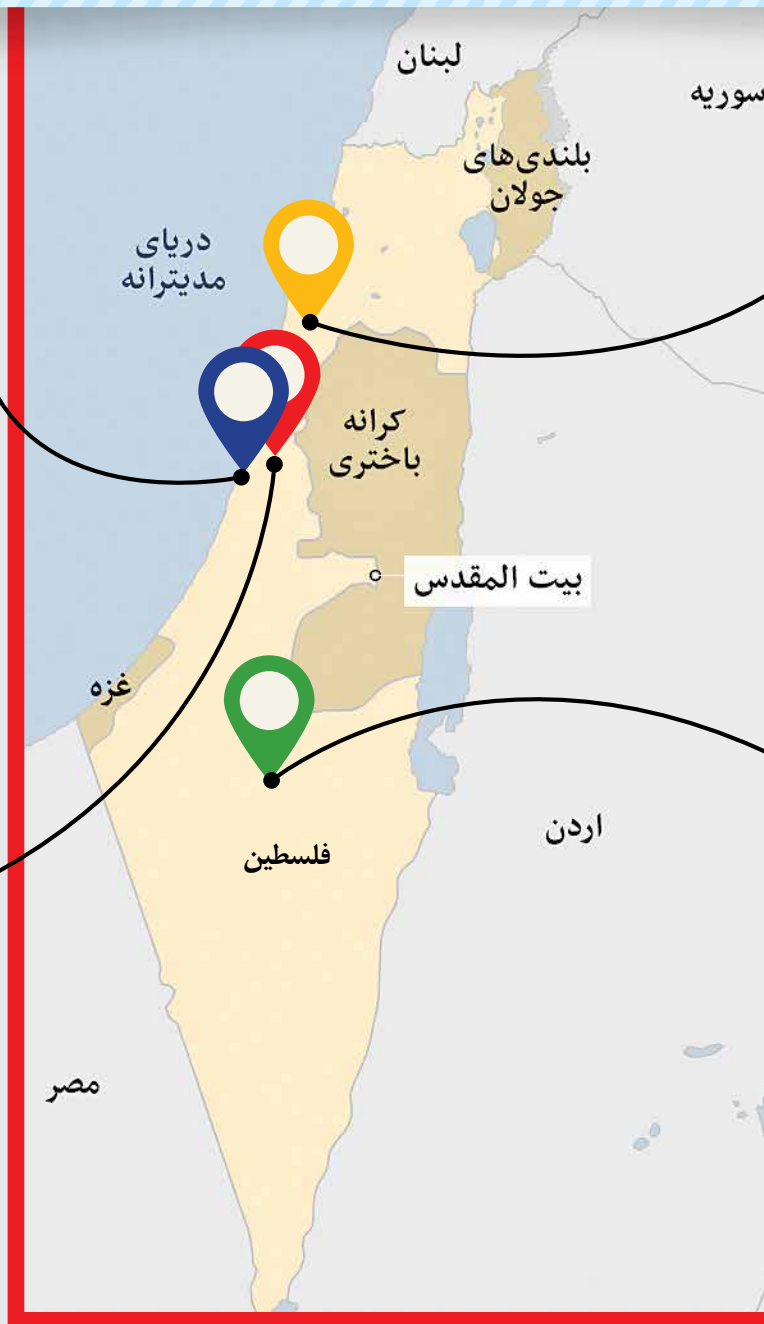 لبنان
سوریه
بلندی‌های
جولان
دریای
مدیترانه
کرانه
باختری
بیت المقدس
غزه
فلسطین
اردن
مصر